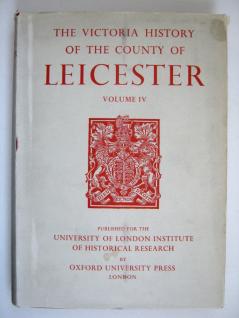 THE VICTORIA HISTORY
OF THE COUNTY OF
LEICESTER
VOLUME IV
PUBLISHED FOR THE
UNIVERSITY OF LONDON INSTITUTE
OF HISTORICAL RESEARCH
BY
OXFORD UNIVERSITY PRESS
LONDON